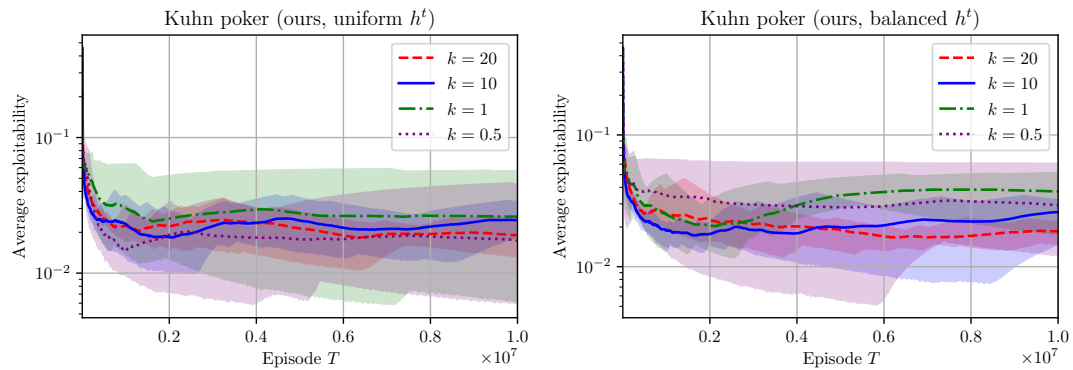 Kuhn poker (ours, uniform h^t)
Average exploitability
10^−1
10^−2
k = 20
k = 10
k = 1
k = 0.5
0.2
0.4
0.6
0.8
1.0
Episode T
×10^7
Kuhn poker (ours, balanced h^t)
Average exploitability
10^−1
10^−2
k = 20
k = 10
k = 1
k = 0.5
0.2
0.4
0.6
0.8
1.0
Episode T
×10^7